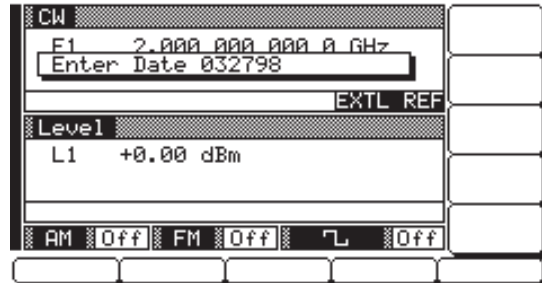 CW
F1 2.000 000 000 0 GHz
Enter Date 032798
EXTL REF
Level
L1 +0.00 dBm
AM Off FM Off Off